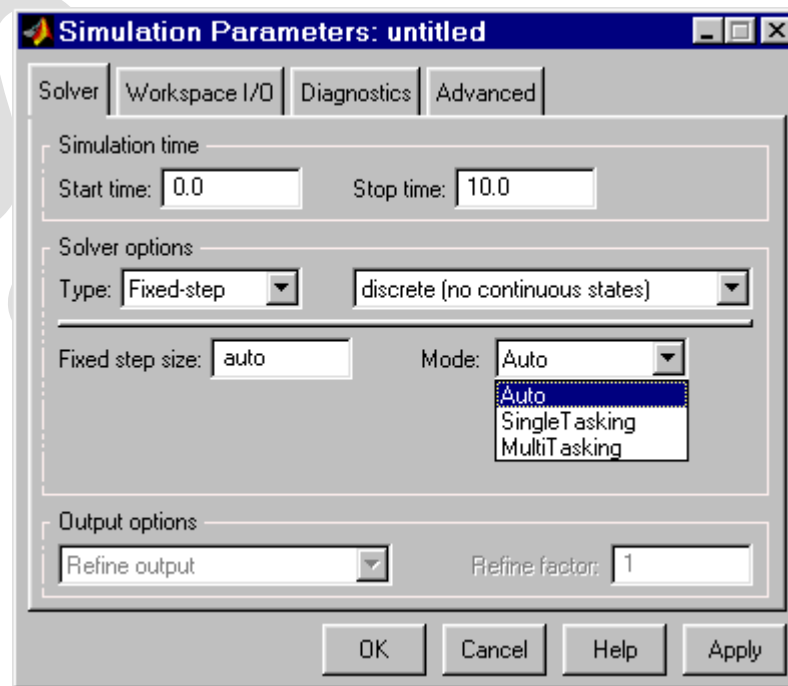 Simulation Parameters: untitled
Solver Workspace I/O Diagnostics Advanced
Simulation time
Start time: 0.0 Stop time: 10.0
Solver options
Type: Fixed-step discrete (no continuous states)
Fixed step size: auto Mode: Auto
Auto
SingleTasking
MultiTasking
Output options
Refine output Refine factor: 1
OK Cancel Help Apply